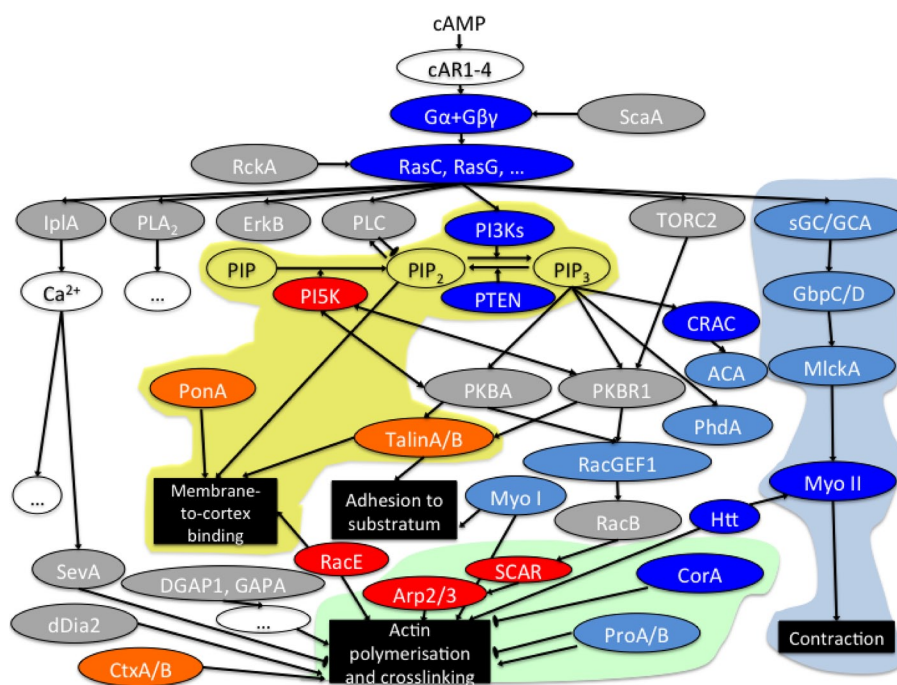 cAMP
cAR1-4
Gα+Gβγ
ScaA
RckA
RasC, RasG, ...
IplA
PLA₂
ErkB
PLC
PI3Ks
TORC2
sGC/GCA
PIP
PIP₂
PIP₃
Ca²⁺
...
PI5K
PTEN
GbpC/D
CRAC
ACA
MlckA
PonA
PKBA
PKBR1
PhdA
TalinA/B
RacGEF1
...
Membrane-
to-cortex
binding
Adhesion to
substratum
Myo I
Myo II
RacB
Htt
RacE
SCAR
SevA
DGAP1, GAPA
Arp2/3
CorA
dDia2
...
Actin
polymerisation
and crosslinking
ProA/B
Contraction
CtxA/B